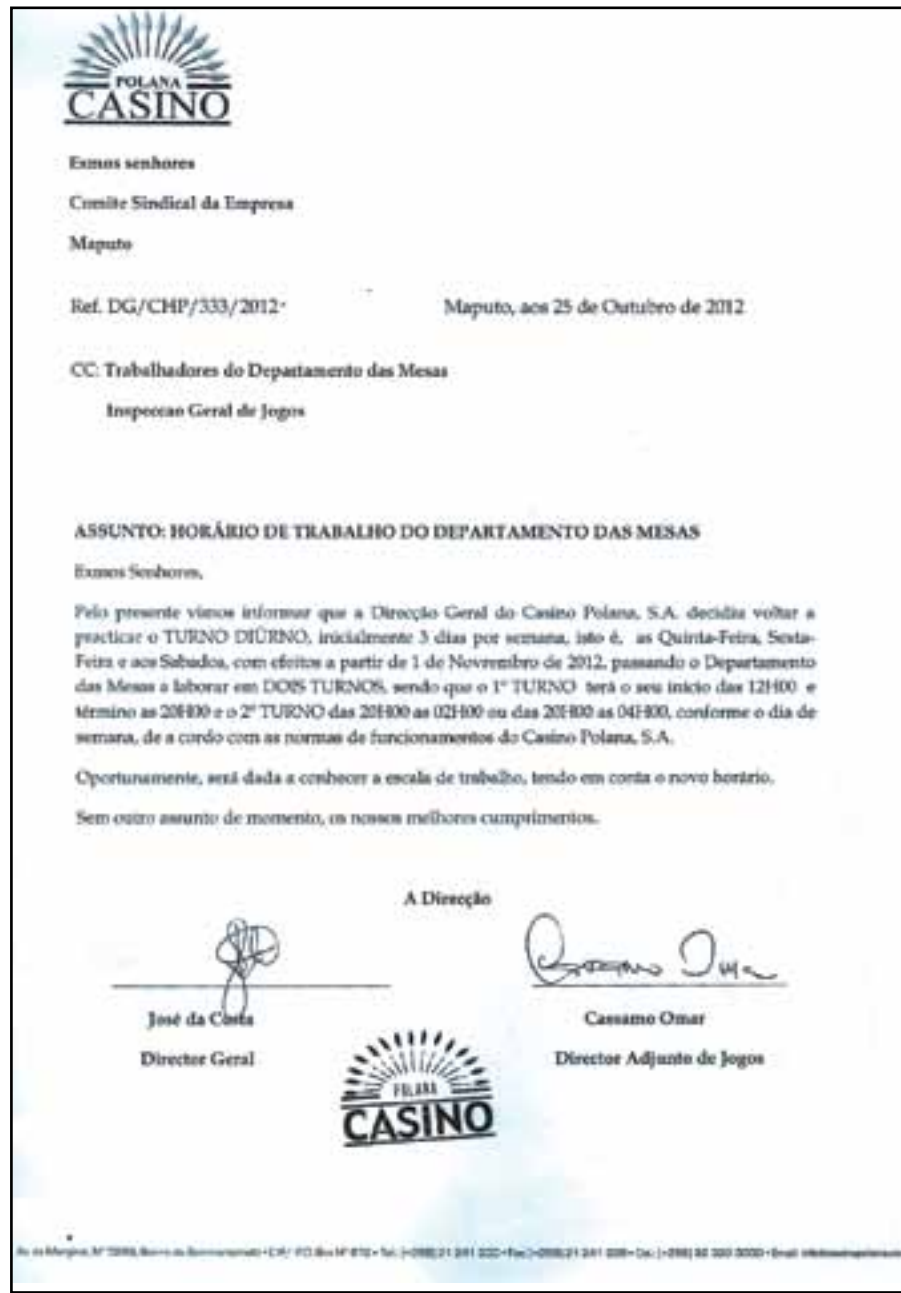 POLANA
CASINO
Exmos senhores
Comite Sindical da Empresa
Maputo
Ref. DG/CHP/333/2012
Maputo, aos 25 de Outubro de 2012
CC: Trabalhadores do Departamento das Mesas
Inspeccao Geral de Jogos
ASSUNTO: HORÁRIO DE TRABALHO DO DEPARTAMENTO DAS MESAS
Exmos Senhores,
Pelo presente vimos informar que a Direcção Geral do Casino Polana, S.A. decidiu voltar a
practicar o TURNO DIÛRNO, inicialmente 3 dias por semana, isto é, as Quinta-Feira, Sexta-
Feira e aos Sabados, com efeitos a partir de 1 de Novrembro de 2012, passando o Departamento
das Mesas a laborar em DOIS TURNOS, sendo que o 1º TURNO terá o seu inicio das 12H00 e
término as 20H00 e o 2º TURNO das 20H00 as 02H00 ou das 20H00 as 04H00, conforme o dia de
semana, de a cordo com as normas de funcionamentos do Casino Polana, S.A.
Oportunamente, será dada a conhecer a escala de trabalho, tendo em conta o novo horário.
Sem outro assunto de momento, os nossos melhores cumprimentos.
A Direcção
José da Costa
Cassamo Omar
Director Geral
Director Adjunto de Jogos
POLANA
CASINO